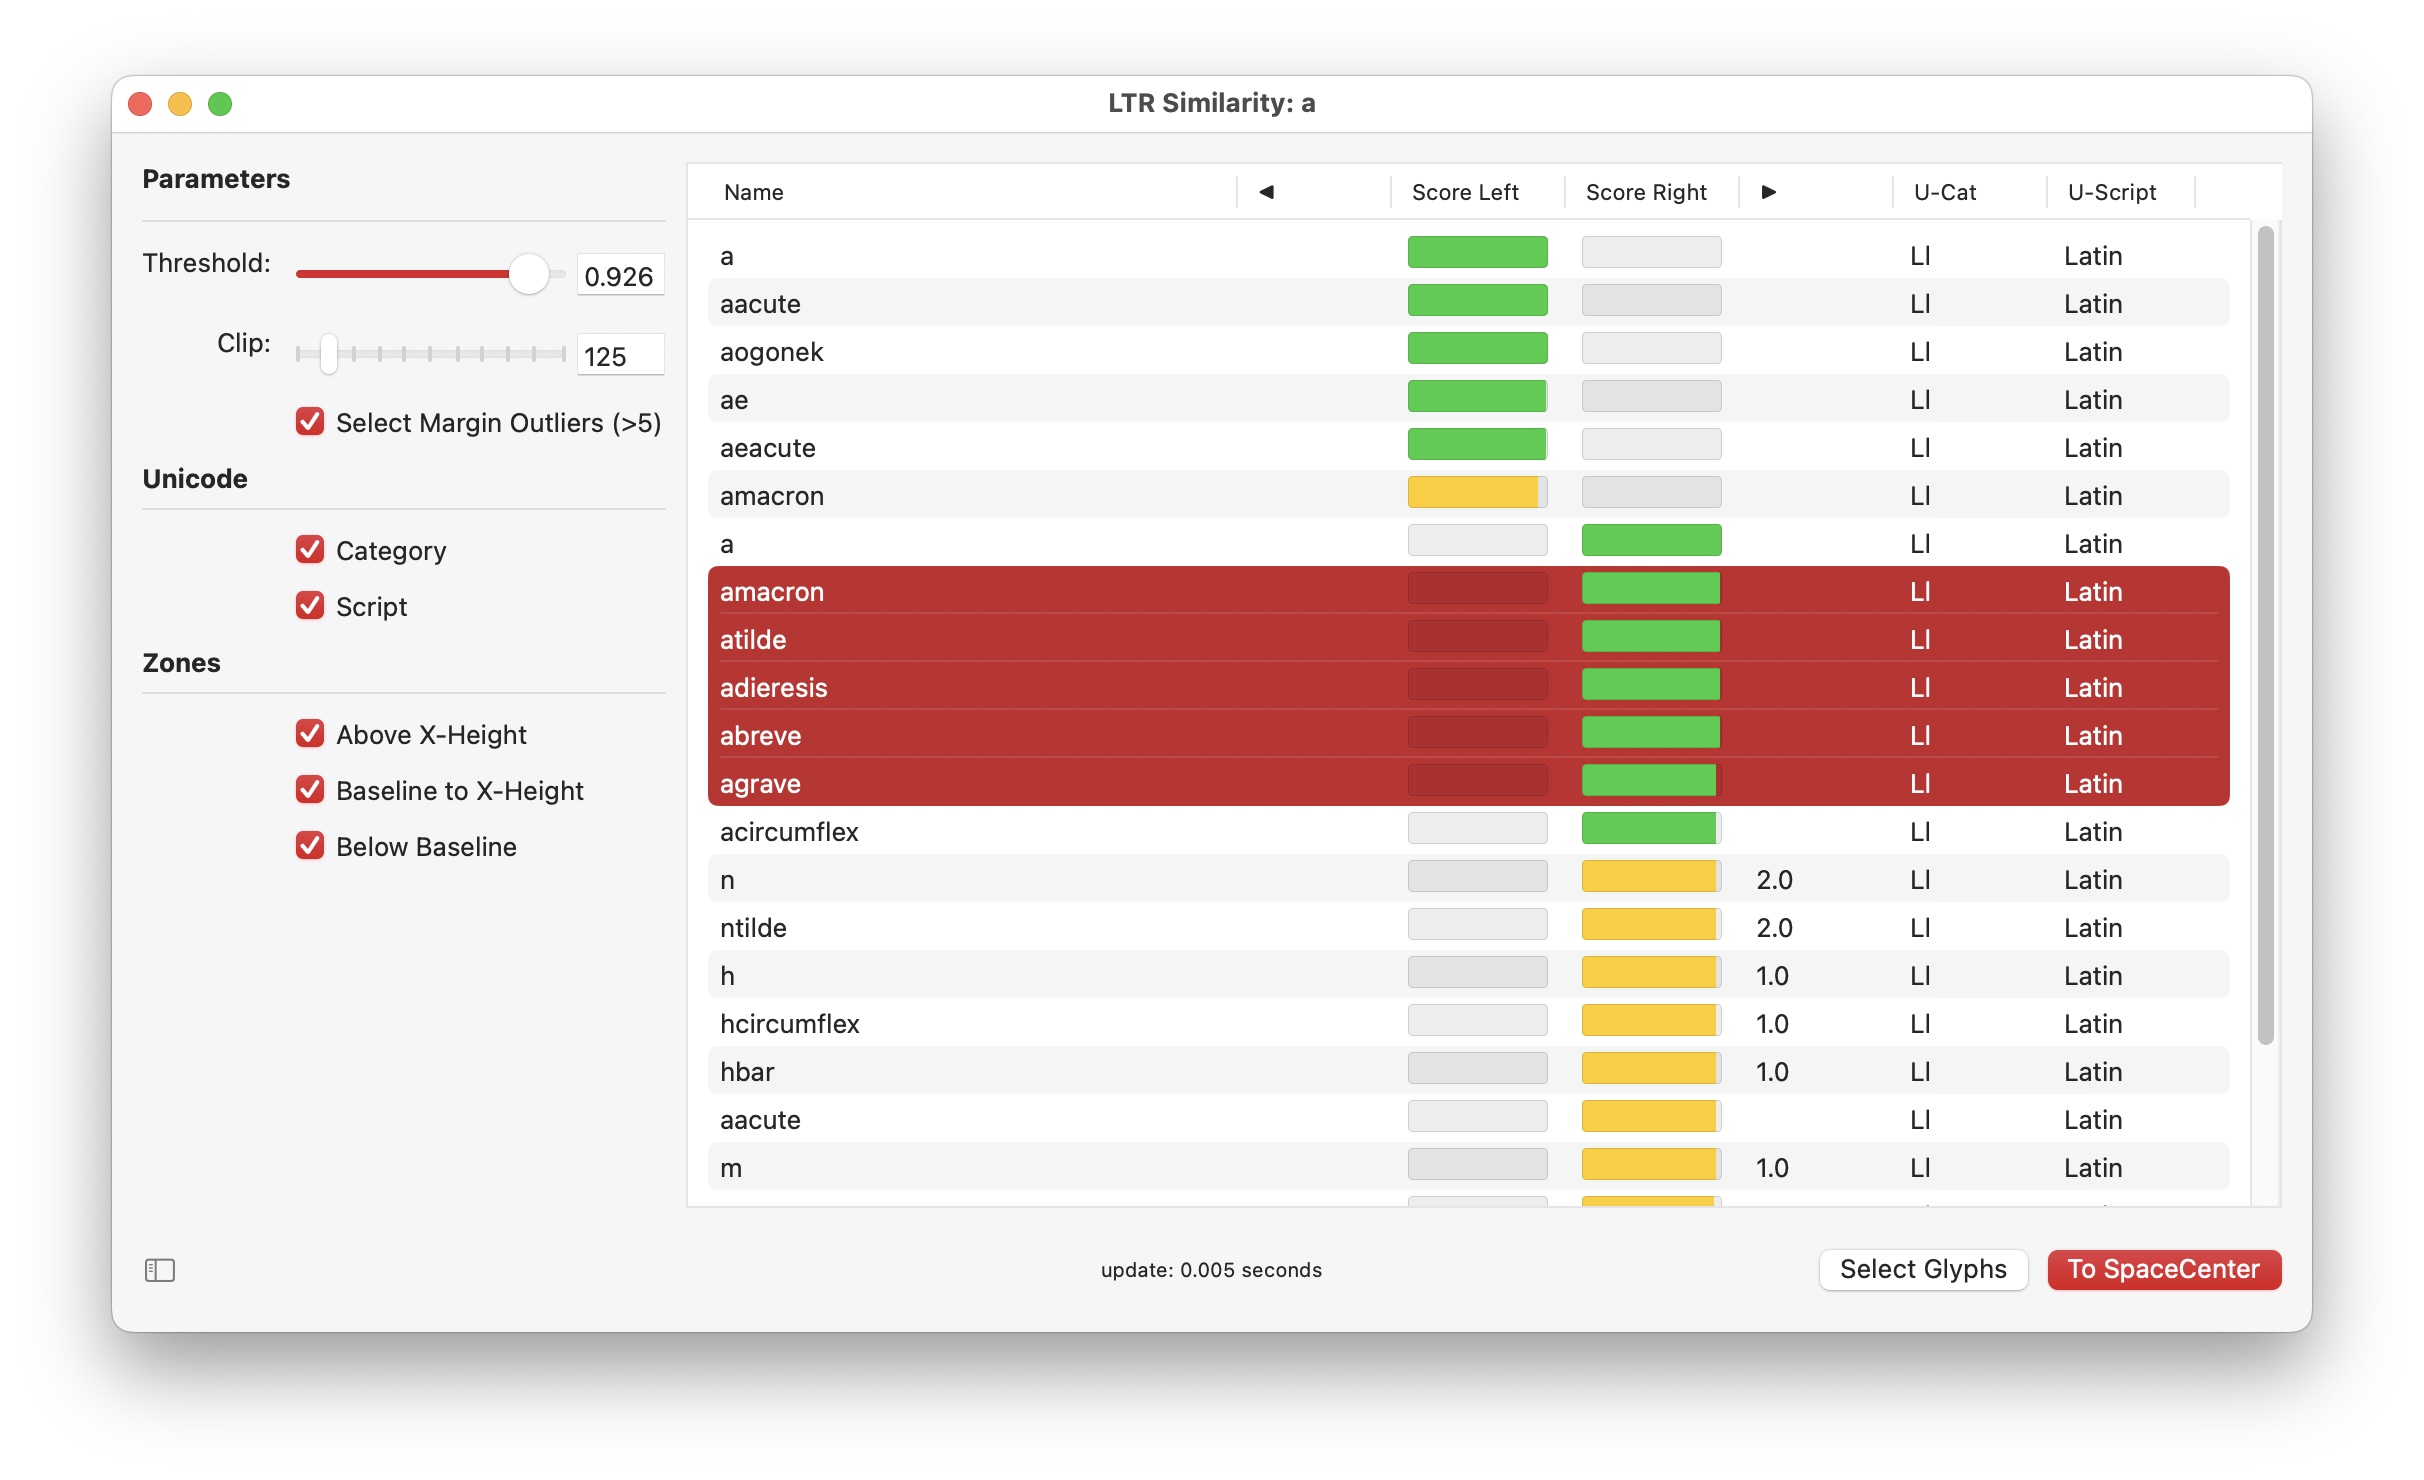 LTR Similarity: a
Parameters
Threshold: 0.926
Clip: 125
Select Margin Outliers (>5)
Unicode
Category
Script
Zones
Above X-Height
Baseline to X-Height
Below Baseline
Name ◀ Score Left Score Right ▶ U-Cat U-Script
a Ll Latin
aacute Ll Latin
aogonek Ll Latin
ae Ll Latin
aeacute Ll Latin
amacron Ll Latin
a Ll Latin
amacron Ll Latin
atilde Ll Latin
adieresis Ll Latin
abreve Ll Latin
agrave Ll Latin
acircumflex Ll Latin
n 2.0 Ll Latin
ntilde 2.0 Ll Latin
h 1.0 Ll Latin
hcircumflex 1.0 Ll Latin
hbar 1.0 Ll Latin
aacute Ll Latin
m 1.0 Ll Latin
update: 0.005 seconds
Select Glyphs
To SpaceCenter